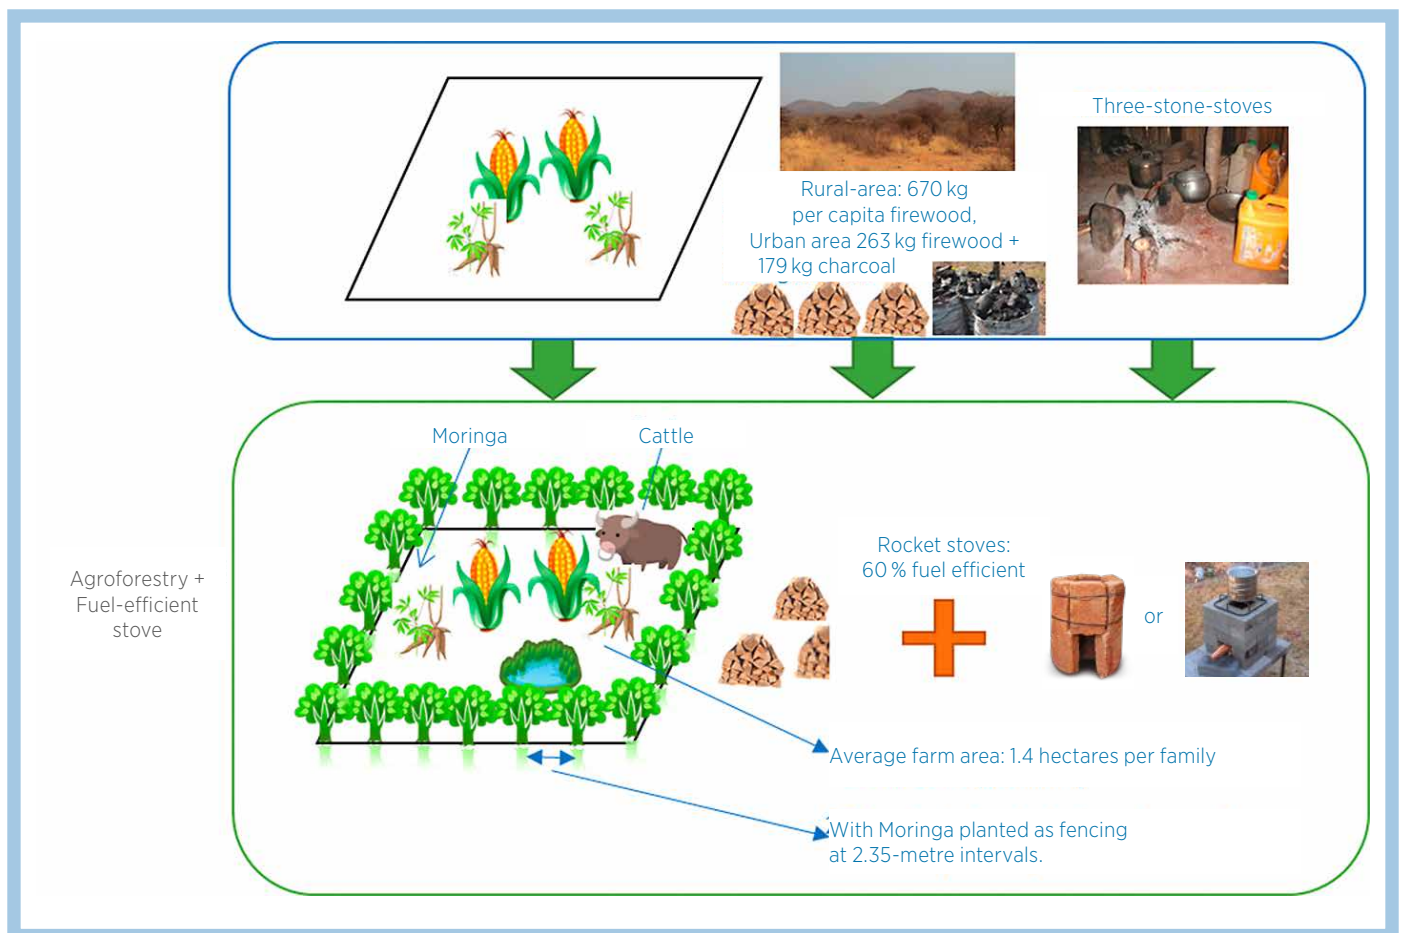 Three-stone-stoves
Rural-area: 670 kg
per capita firewood,
Urban area 263 kg firewood +
179 kg charcoal
Moringa
Cattle
Agroforestry +
Fuel-efficient
stove
Rocket stoves:
60 % fuel efficient
or
Average farm area: 1.4 hectares per family
With Moringa planted as fencing
at 2.35-metre intervals.